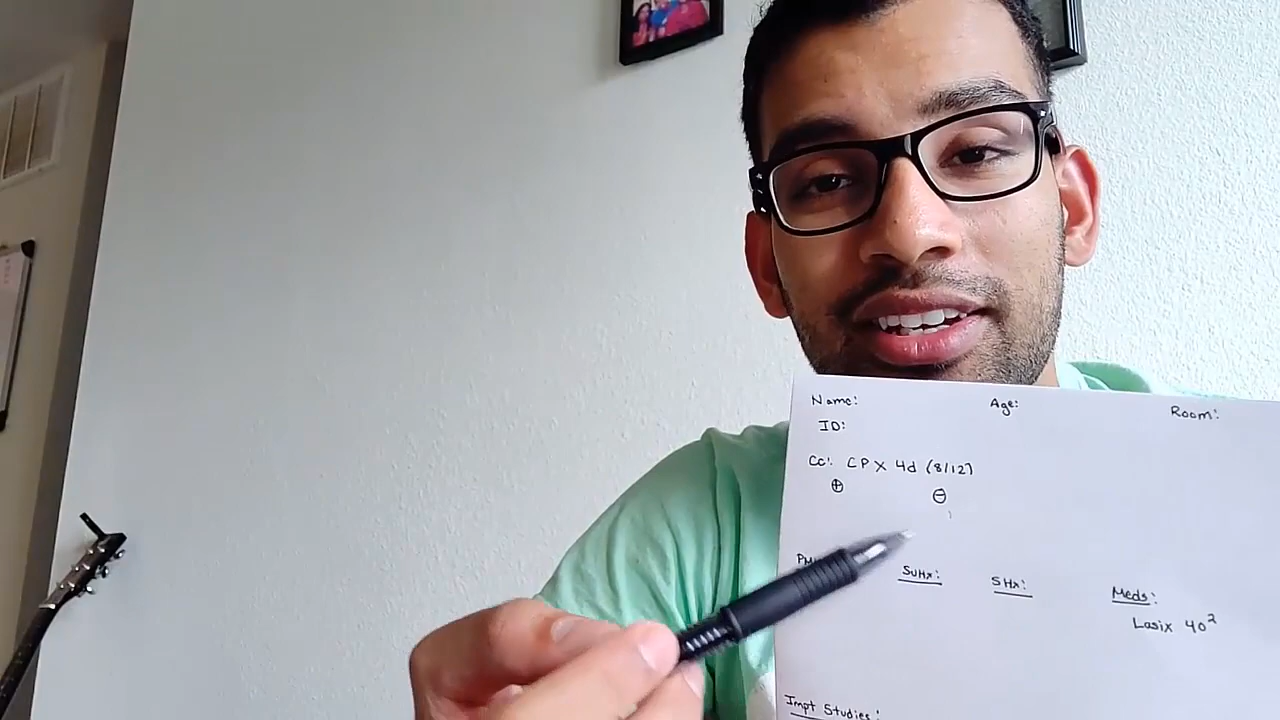 Name: Age: Room:
ID:
CC: CP X 4d (8/12)
⊕ ⊖
SuHx: SHx: Meds:
Lasix 40²
Impt Studies: